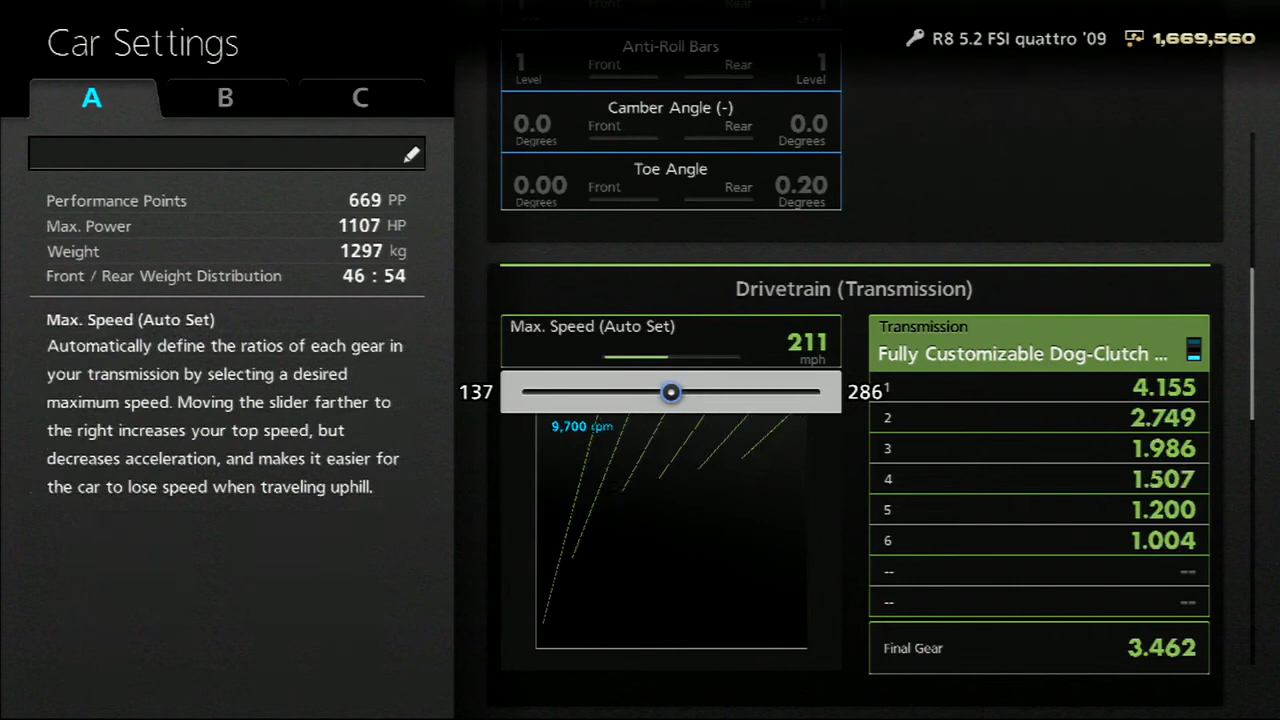 Car Settings
R8 5.2 FSI quattro '09
1,669,560
A
B
C
Performance Points 669 PP
Max. Power 1107 HP
Weight 1297 kg
Front / Rear Weight Distribution 46 : 54
Max. Speed (Auto Set)
Automatically define the ratios of each gear in
your transmission by selecting a desired
maximum speed. Moving the slider farther to
the right increases your top speed, but
decreases acceleration, and makes it easier for
the car to lose speed when traveling uphill.
Front Rear
Level Level
Anti-Roll Bars
1 Front Rear 1
Level Level
Camber Angle (-)
0.0 Front Rear 0.0
Degrees Degrees
Toe Angle
0.00 Front Rear 0.20
Degrees Degrees
Drivetrain (Transmission)
Max. Speed (Auto Set)
211
mph
137 286
9,700 rpm
Transmission
Fully Customizable Dog-Clutch ...
1 4.155
2 2.749
3 1.986
4 1.507
5 1.200
6 1.004
-- --
-- --
Final Gear 3.462